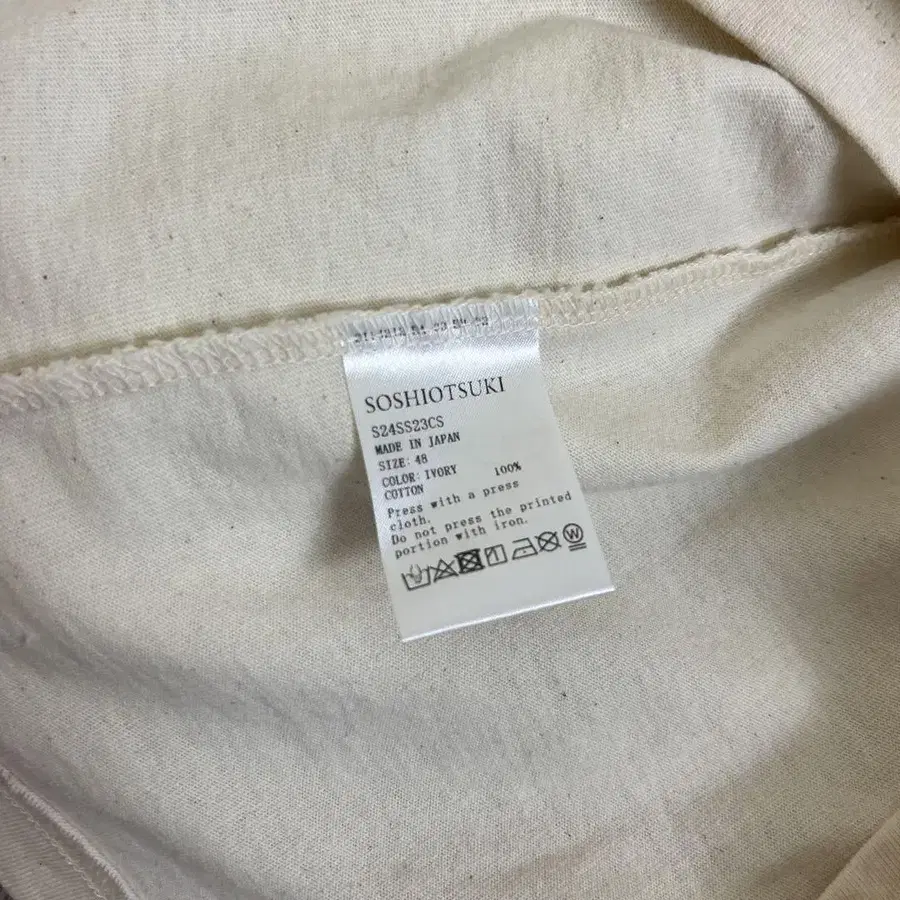 SOSHIOTSUKI
S24SS23CS
MADE IN JAPAN
SIZE: 48
COLOR: IVORY 100%
COTTON
Press with a press
cloth.
Do not press the printed
portion with iron.
W